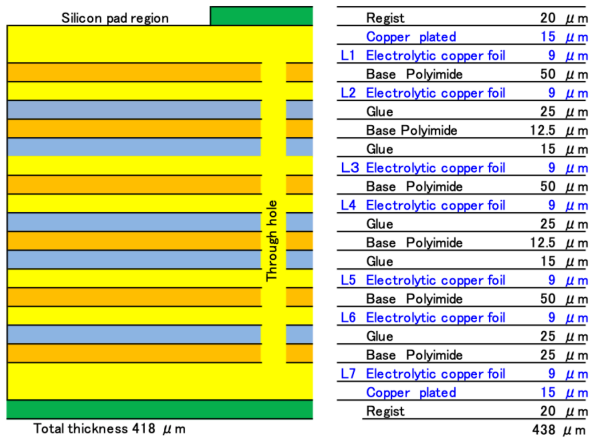 Silicon pad region
Regist 20 μm
Copper plated 15 μm
L1 Electrolytic copper foil 9 μm
Base Polyimide 50 μm
L2 Electrolytic copper foil 9 μm
Glue 25 μm
Base Polyimide 12.5 μm
Glue 15 μm
L3 Electrolytic copper foil 9 μm
Base Polyimide 50 μm
L4 Electrolytic copper foil 9 μm
Glue 25 μm
Base Polyimide 12.5 μm
Glue 15 μm
L5 Electrolytic copper foil 9 μm
Base Polyimide 50 μm
L6 Electrolytic copper foil 9 μm
Glue 25 μm
Base Polyimide 25 μm
L7 Electrolytic copper foil 9 μm
Copper plated 15 μm
Regist 20 μm
438 μm
Through hole
Total thickness 418 μm